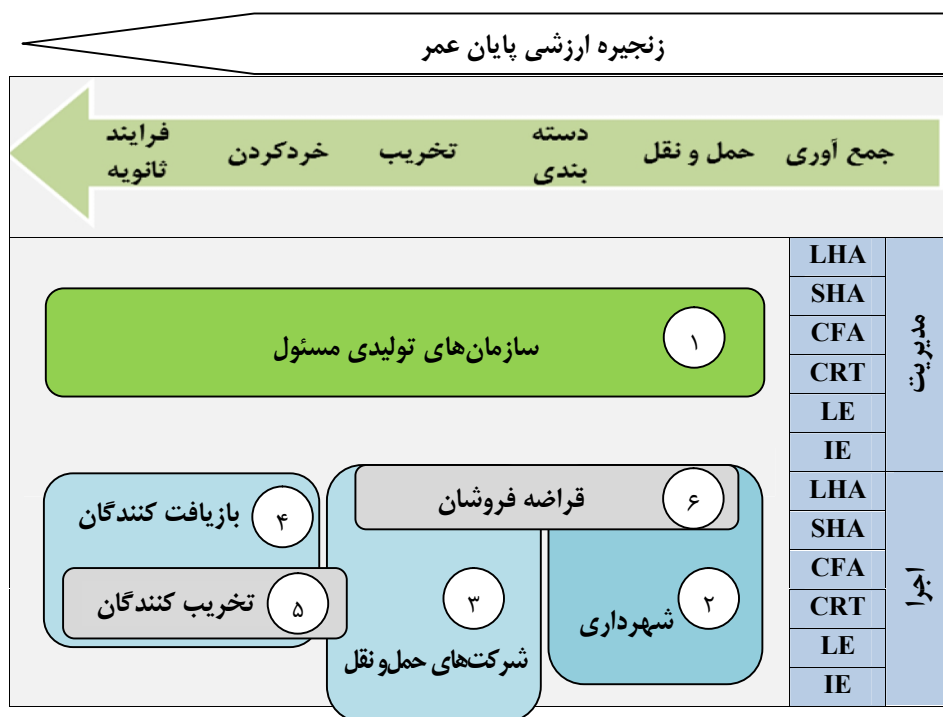 زنجیره ارزشی پایان عمر
جمع آوری
حمل و نقل
دسته
بندی
تخریب
خردکردن
فرایند
ثانویه
مدیریت
LHA
SHA
CFA
CRT
LE
IE
۱
سازمان‌های تولیدی مسئول
اجرا
LHA
SHA
CFA
CRT
LE
IE
۶
قراضه فروشان
۲
شهرداری
۳
شرکت‌های حمل‌و‌نقل
۴
بازیافت کنندگان
۵
تخریب کنندگان